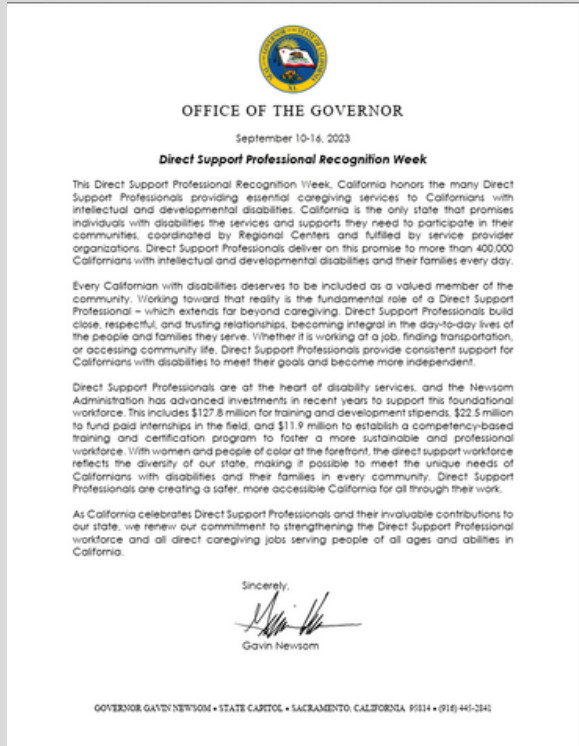 OFFICE OF THE GOVERNOR
September 10-16, 2023
Direct Support Professional Recognition Week
This Direct Support Professional Recognition Week, California honors the many Direct
Support Professionals providing essential caregiving services to Californians with
intellectual and developmental disabilities. California is the only state that promises
individuals with disabilities the services and supports they need to participate in their
communities, coordinated by Regional Centers and fulfilled by service provider
organizations. Direct Support Professionals deliver on this promise to more than 400,000
Californians with intellectual and developmental disabilities and their families every day.
Every Californian with disabilities deserves to be included as a valued member of the
community. Working toward that reality is the fundamental role of a Direct Support
Professional – which extends far beyond caregiving. Direct Support Professionals build
close, respectful, and trusting relationships, becoming integral in the day-to-day lives of
the people and families they serve. Whether it is working at a job, finding transportation,
or accessing community life, Direct Support Professionals provide consistent support for
Californians with disabilities to meet their goals and become more independent.
Direct Support Professionals are at the heart of disability services, and the Newsom
Administration has advanced investments in recent years to support this foundational
workforce. This includes $127.8 million for training and development stipends, $22.5 million
to fund paid internships in the field, and $11.9 million to establish a competency-based
training and certification program to foster a more sustainable and professional
workforce. With women and people of color at the forefront, the direct support workforce
reflects the diversity of our state, making it possible to meet the unique needs of
Californians with disabilities and their families in every community. Direct Support
Professionals are creating a safer, more accessible California for all through their work.
As California celebrates Direct Support Professionals and their invaluable contributions to
our state, we renew our commitment to strengthening the Direct Support Professional
workforce and all direct caregiving jobs serving people of all ages and abilities in
California.
Sincerely,
Gavin Newsom
GOVERNOR GAVIN NEWSOM • STATE CAPITOL • SACRAMENTO, CALIFORNIA 95814 • (916) 445-2841